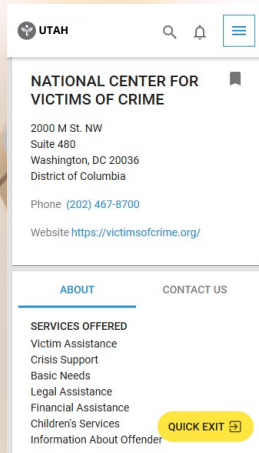 UTAH
NATIONAL CENTER FOR
VICTIMS OF CRIME
2000 M St. NW
Suite 480
Washington, DC 20036
District of Columbia
Phone (202) 467-8700
Website https://victimsofcrime.org/
ABOUT CONTACT US
SERVICES OFFERED
Victim Assistance
Crisis Support
Basic Needs
Legal Assistance
Financial Assistance
Children's Services
Information About Offender
QUICK EXIT